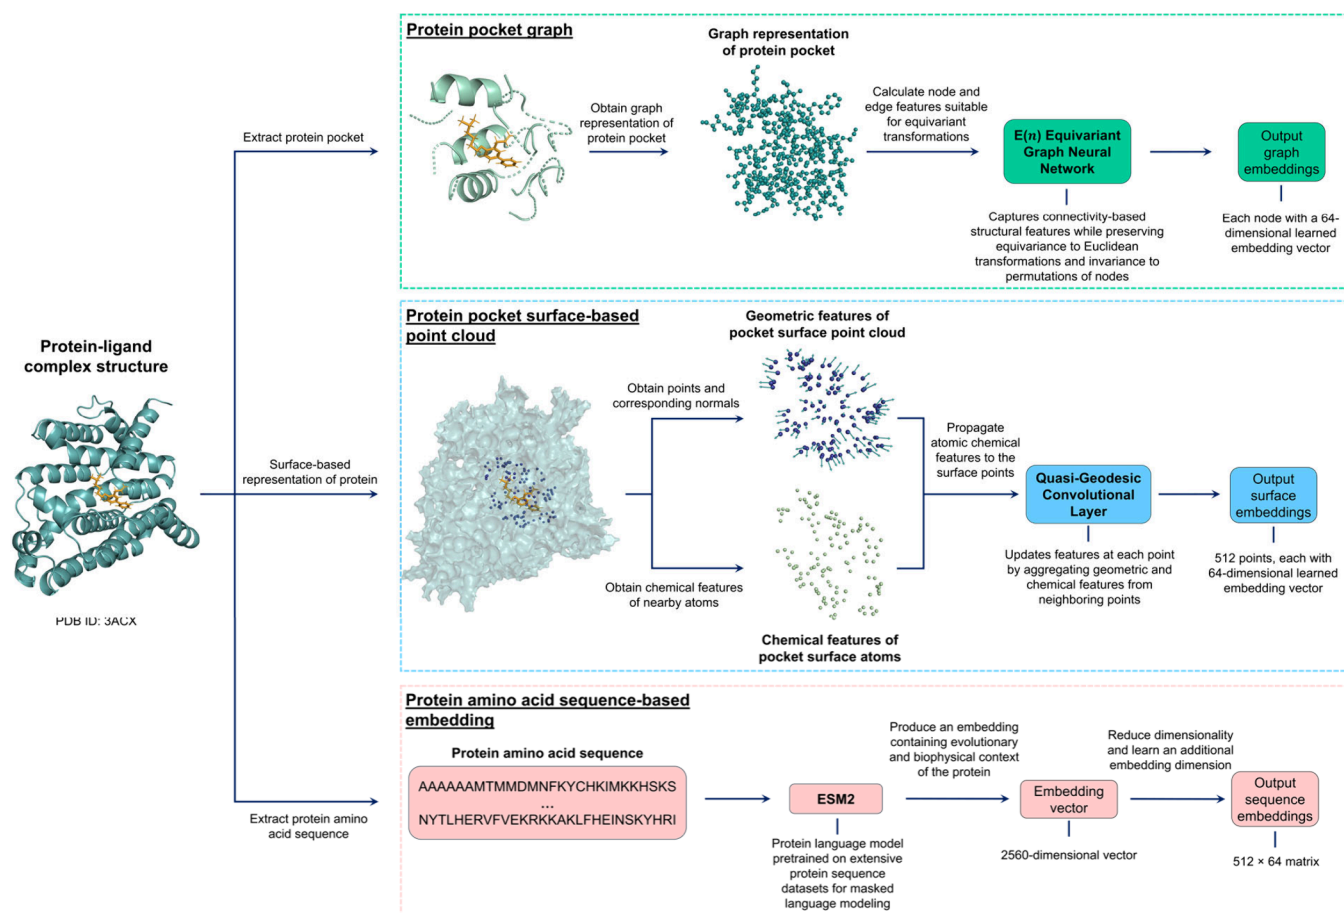 Protein-ligand
complex structure
PDB ID: 3ACX
Extract protein pocket
Surface-based
representation of protein
Extract protein amino
acid sequence
Protein pocket graph
Obtain graph
representation of
protein pocket
Graph representation
of protein pocket
Calculate node and
edge features suitable
for equivariant
transformations
E(n) Equivariant
Graph Neural
Network
Captures connectivity-based
structural features while preserving
equivariance to Euclidean
transformations and invariance to
permutations of nodes
Output
graph
embeddings
Each node with a 64-
dimensional learned
embedding vector
Protein pocket surface-based
point cloud
Obtain points and
corresponding normals
Obtain chemical features
of nearby atoms
Geometric features of
pocket surface point cloud
Chemical features of
pocket surface atoms
Propagate
atomic chemical
features to the
surface points
Quasi-Geodesic
Convolutional
Layer
Updates features at each point
by aggregating geometric and
chemical features from
neighboring points
Output
surface
embeddings
512 points, each with
64-dimensional learned
embedding vector
Protein amino acid sequence-based
embedding
Protein amino acid sequence
AAAAAAMTMMDMNFKYCHKIMKKHSKS
...
NYTLHERVFVEKRKKAKLFHEINSKYHRI
ESM2
Protein language model
pretrained on extensive
protein sequence
datasets for masked
language modeling
Produce an embedding
containing evolutionary
and biophysical context
of the protein
Embedding
vector
2560-dimensional vector
Reduce dimensionality
and learn an additional
embedding dimension
Output
sequence
embeddings
512 × 64 matrix